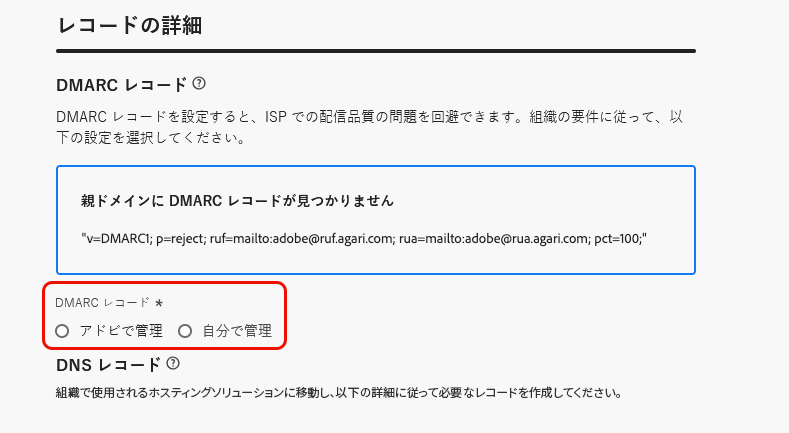 レコードの詳細
DMARC レコード ?
DMARC レコードを設定すると、ISP での配信品質の問題を回避できます。組織の要件に従って、以
下の設定を選択してください。
親ドメインに DMARC レコードが見つかりません
"v=DMARC1; p=reject; ruf=mailto:adobe@ruf.agari.com; rua=mailto:adobe@rua.agari.com; pct=100;"
DMARC レコード *
アドビで管理 自分で管理
DNS レコード ?
組織で使用されるホスティングソリューションに移動し、以下の詳細に従って必要なレコードを作成してください。